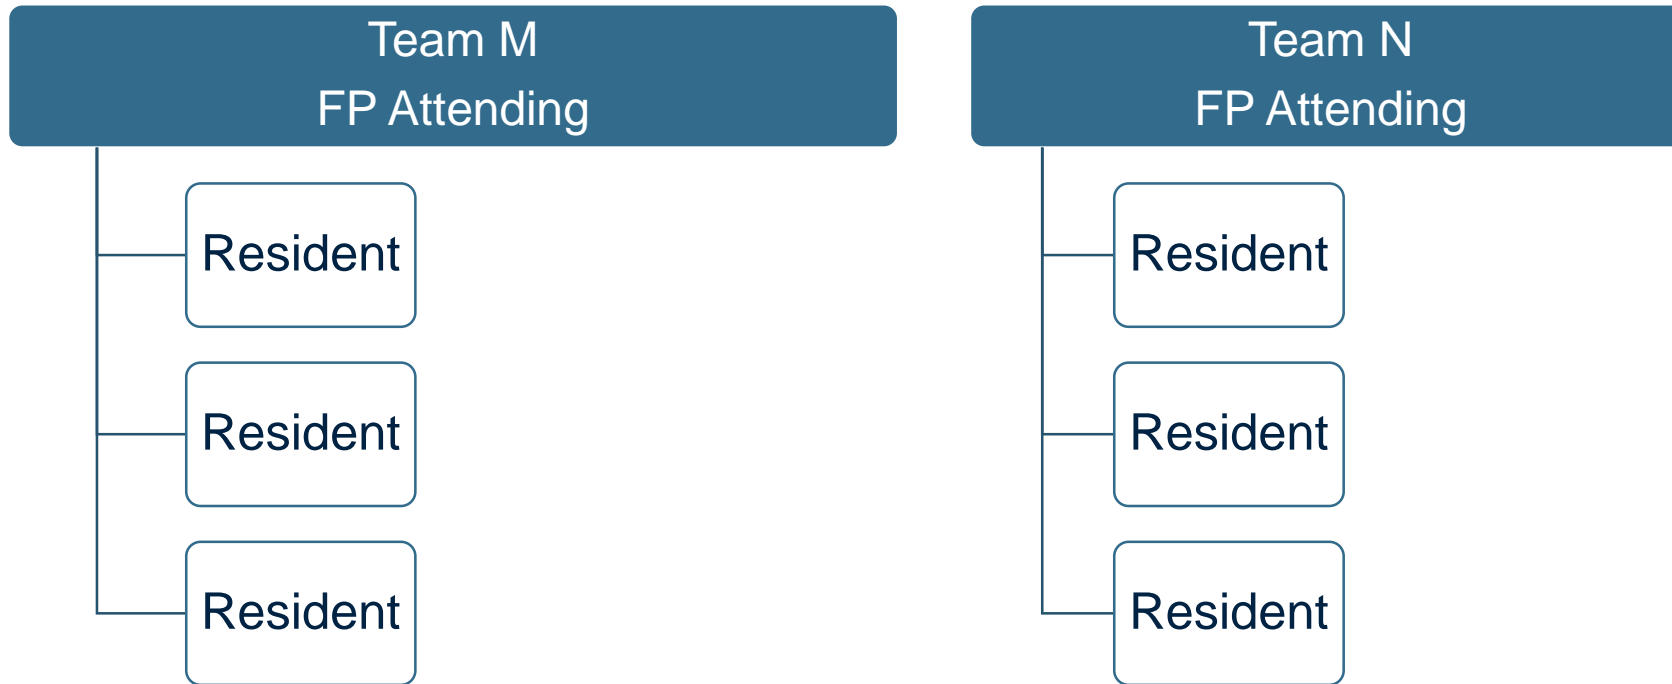 Team M
FP Attending
Resident
Resident
Resident
Team N
FP Attending
Resident
Resident
Resident